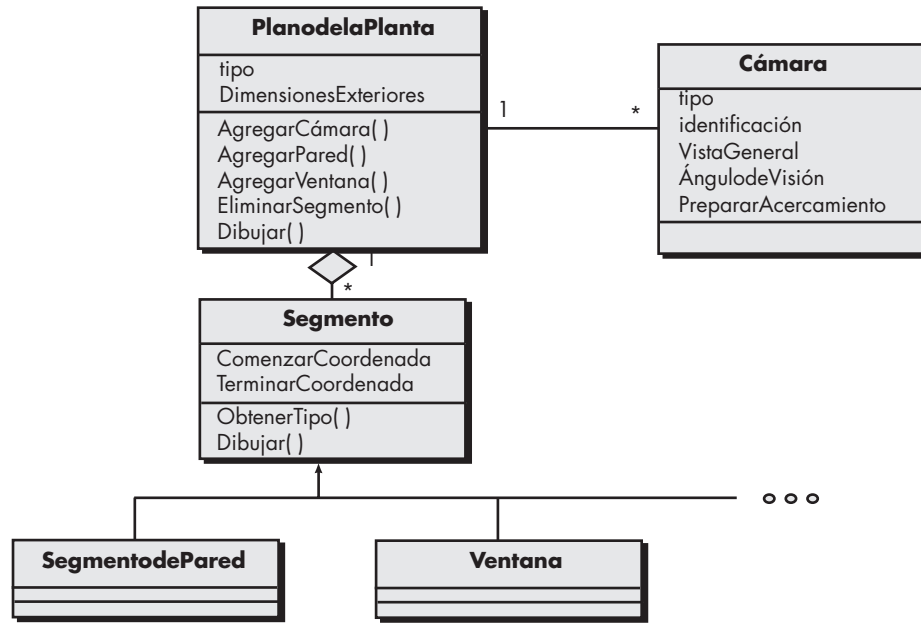 PlanodelaPlanta
tipo
DimensionesExteriores
AgregarCámara( )
AgregarPared( )
AgregarVentana( )
EliminarSegmento( )
Dibujar( )
1
*
Cámara
tipo
identificación
VistaGeneral
ÁngulodeVisión
PrepararAcercamiento
1
*
Segmento
ComenzarCoordenada
TerminarCoordenada
ObtenerTipo( )
Dibujar( )
SegmentodePared
Ventana